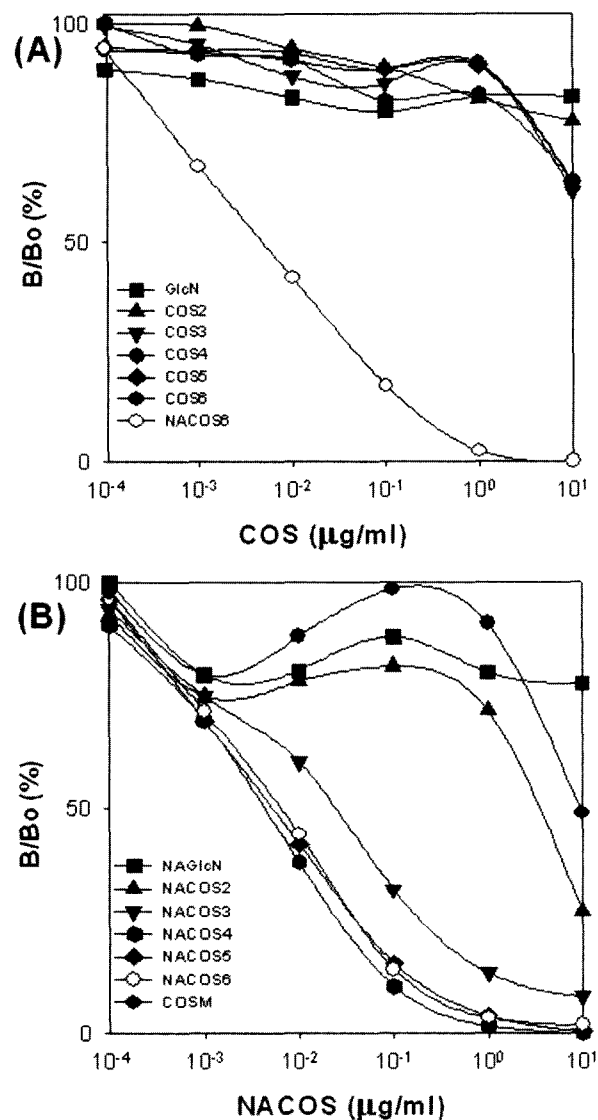 (A)
100
50
0
B/Bo (%)
GlcN
COS2
COS3
COS4
COS5
COS6
NACOS6
10⁻⁴ 10⁻³ 10⁻² 10⁻¹ 10⁰ 10¹
COS (µg/ml)
(B)
100
50
0
B/Bo (%)
NAGlcN
NACOS2
NACOS3
NACOS4
NACOS5
NACOS6
COSM
10⁻⁴ 10⁻³ 10⁻² 10⁻¹ 10⁰ 10¹
NACOS (µg/ml)